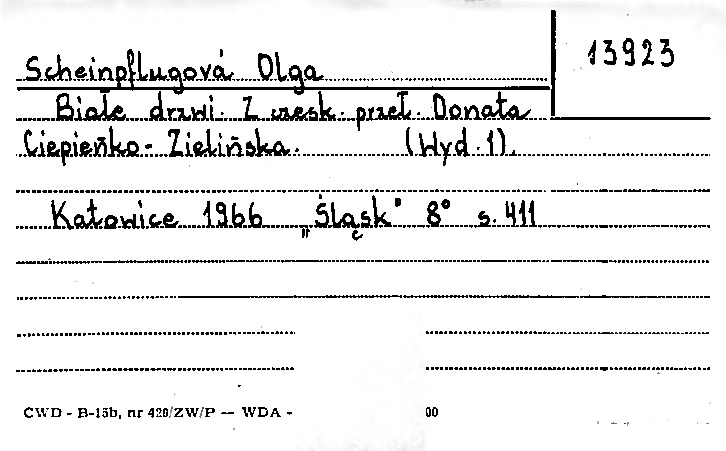 13923
Scheinpflugová Olga
Białe drzwi. Z czesk. przeł. Donata
Ciepieńko-Zielińska. (Wyd. 1).
Katowice 1966 „Śląsk" 8° s. 411
CWD - B-15b, nr 420/ZW/P — WDA - 00